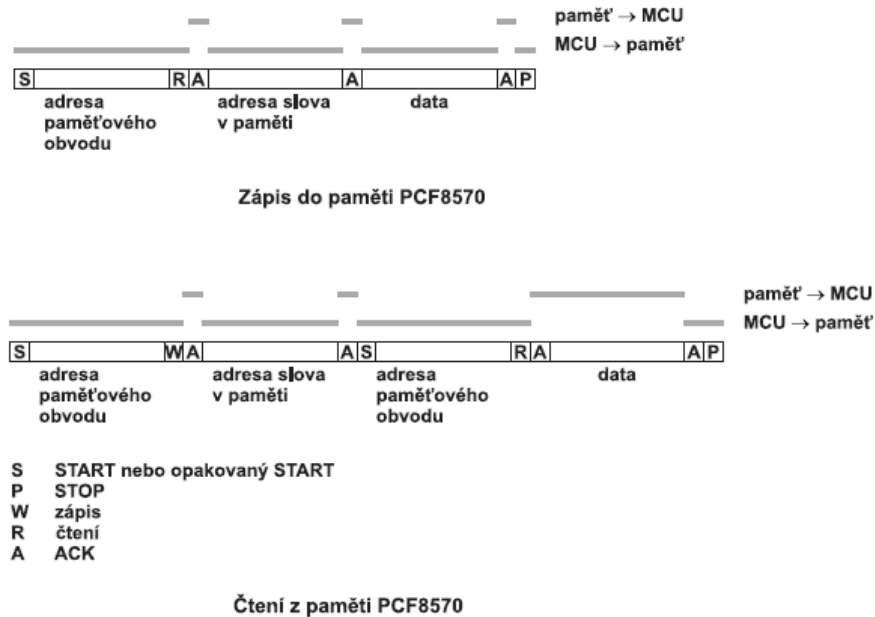 paměť → MCU
MCU → paměť
S R A A A P
adresa adresa slova data
paměťového v paměti
obvodu
Zápis do paměti PCF8570
paměť → MCU
MCU → paměť
S W A A S R A A P
adresa adresa slova adresa data
paměťového v paměti paměťového
obvodu obvodu
S START nebo opakovaný START
P STOP
W zápis
R čtení
A ACK
Čtení z paměti PCF8570